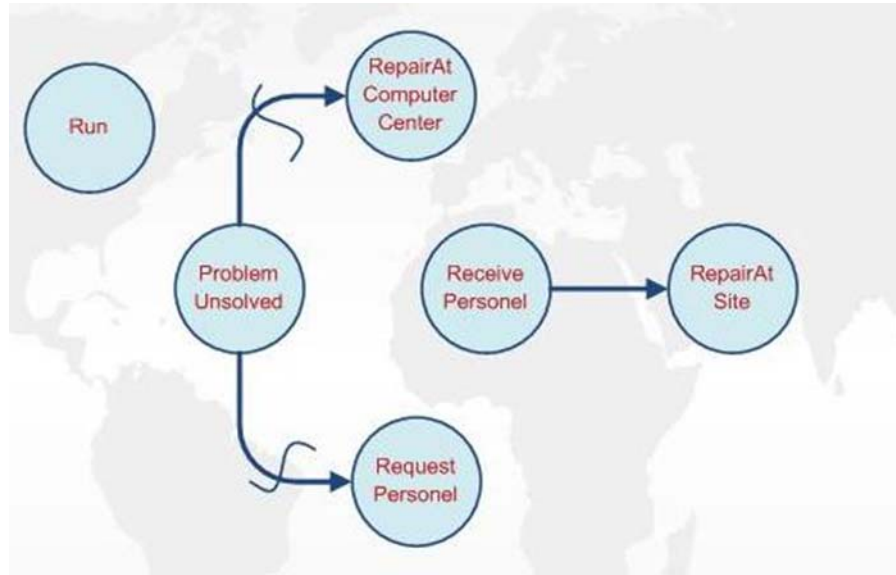 Run
RepairAt
Computer
Center
Problem
Unsolved
Receive
Personel
RepairAt
Site
Request
Personel